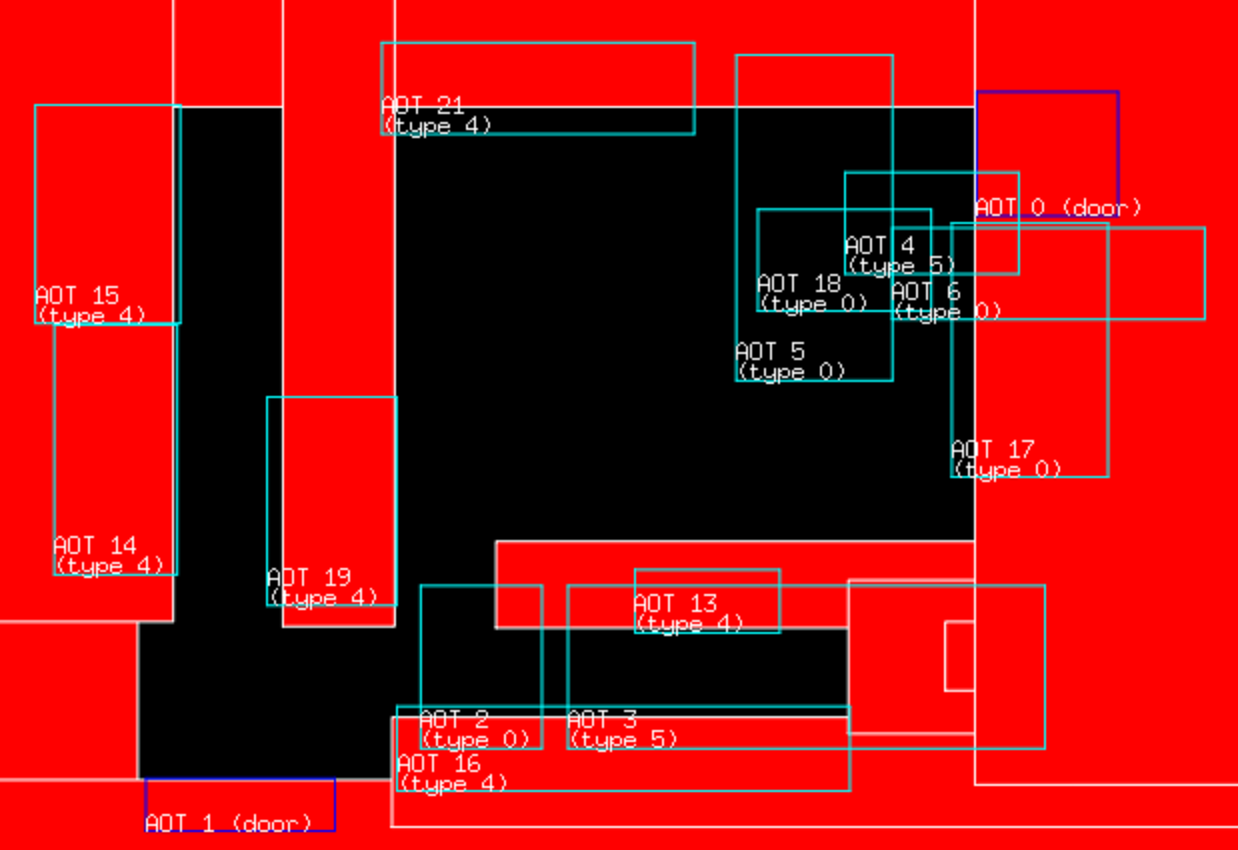 AOT 21
(type 4)
AOT 0 (door)
AOT 4
(type 5)
AOT 18
(type 0)
AOT 6
(type 0)
AOT 15
(type 4)
AOT 5
(type 0)
AOT 17
(type 0)
AOT 14
(type 4)
AOT 19
(type 4)
AOT 13
(type 4)
AOT 2
(type 0)
AOT 3
(type 5)
AOT 16
(type 4)
AOT 1 (door)